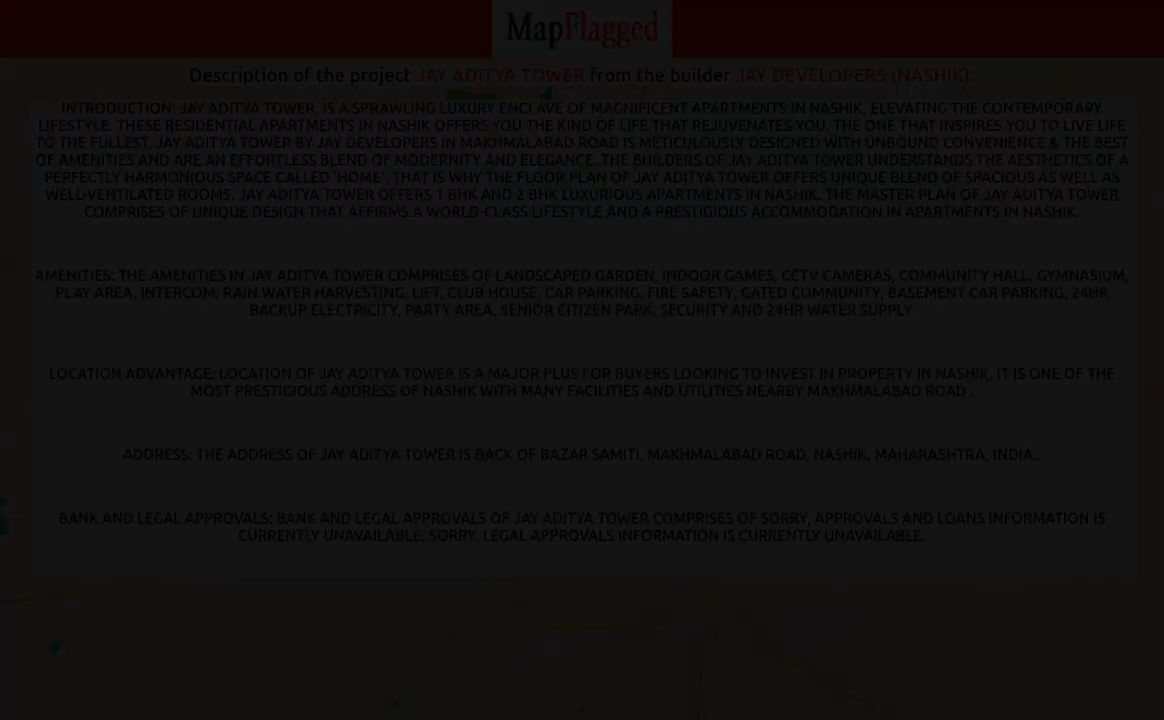 MapFlagged
Description of the project JAY ADITYA TOWER from the builder JAY DEVELOPERS (NASHIK):
INTRODUCTION: JAY ADITYA TOWER, IS A SPRAWLING LUXURY ENCLAVE OF MAGNIFICENT APARTMENTS IN NASHIK, ELEVATING THE CONTEMPORARY
LIFESTYLE. THESE RESIDENTIAL APARTMENTS IN NASHIK OFFERS YOU THE KIND OF LIFE THAT REJUVENATES YOU, THE ONE THAT INSPIRES YOU TO LIVE LIFE
TO THE FULLEST. JAY ADITYA TOWER BY JAY DEVELOPERS IN MAKHMALABAD ROAD IS METICULOUSLY DESIGNED WITH UNBOUND CONVENIENCE & THE BEST
OF AMENITIES AND ARE AN EFFORTLESS BLEND OF MODERNITY AND ELEGANCE. THE BUILDERS OF JAY ADITYA TOWER UNDERSTANDS THE AESTHETICS OF A
PERFECTLY HARMONIOUS SPACE CALLED 'HOME', THAT IS WHY THE FLOOR PLAN OF JAY ADITYA TOWER OFFERS UNIQUE BLEND OF SPACIOUS AS WELL AS
WELL-VENTILATED ROOMS. JAY ADITYA TOWER OFFERS 1 BHK AND 2 BHK LUXURIOUS APARTMENTS IN NASHIK. THE MASTER PLAN OF JAY ADITYA TOWER
COMPRISES OF UNIQUE DESIGN THAT AFFIRMS A WORLD-CLASS LIFESTYLE AND A PRESTIGIOUS ACCOMMODATION IN APARTMENTS IN NASHIK.
AMENITIES: THE AMENITIES IN JAY ADITYA TOWER COMPRISES OF LANDSCAPED GARDEN, INDOOR GAMES, CCTV CAMERAS, COMMUNITY HALL, GYMNASIUM,
PLAY AREA, INTERCOM, RAIN WATER HARVESTING, LIFT, CLUB HOUSE, CAR PARKING, FIRE SAFETY, GATED COMMUNITY, BASEMENT CAR PARKING, 24HR
BACKUP ELECTRICITY, PARTY AREA, SENIOR CITIZEN PARK, SECURITY AND 24HR WATER SUPPLY.
LOCATION ADVANTAGE: LOCATION OF JAY ADITYA TOWER IS A MAJOR PLUS FOR BUYERS LOOKING TO INVEST IN PROPERTY IN NASHIK. IT IS ONE OF THE
MOST PRESTIGIOUS ADDRESS OF NASHIK WITH MANY FACILITIES AND UTILITIES NEARBY MAKHMALABAD ROAD .
ADDRESS: THE ADDRESS OF JAY ADITYA TOWER IS BACK OF BAZAR SAMITI, MAKHMALABAD ROAD, NASHIK, MAHARASHTRA, INDIA..
BANK AND LEGAL APPROVALS: BANK AND LEGAL APPROVALS OF JAY ADITYA TOWER COMPRISES OF SORRY, APPROVALS AND LOANS INFORMATION IS
CURRENTLY UNAVAILABLE, SORRY, LEGAL APPROVALS INFORMATION IS CURRENTLY UNAVAILABLE.